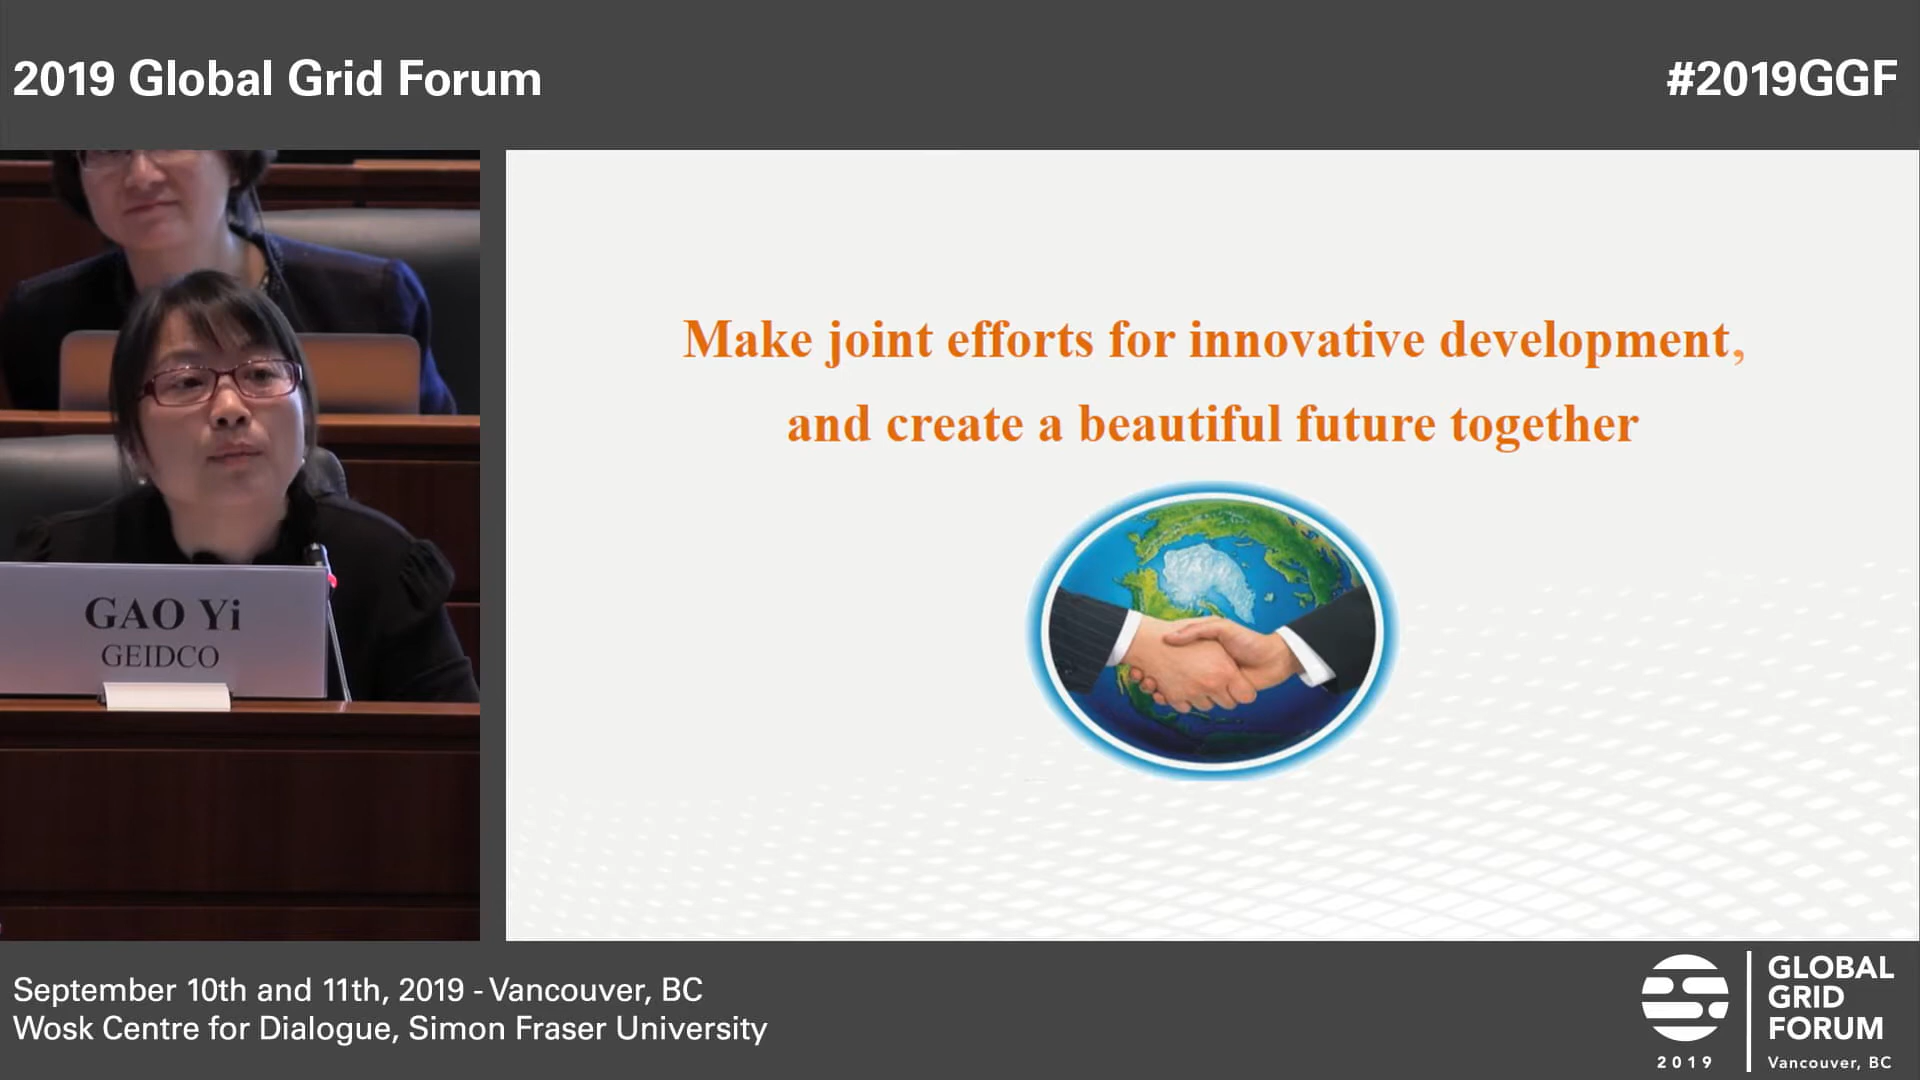 2019 Global Grid Forum
#2019GGF
Make joint efforts for innovative development,
and create a beautiful future together
GAO Yi
GEIDCO
September 10th and 11th, 2019 - Vancouver, BC
Wosk Centre for Dialogue, Simon Fraser University
GLOBAL
GRID
FORUM
2019
Vancouver, BC